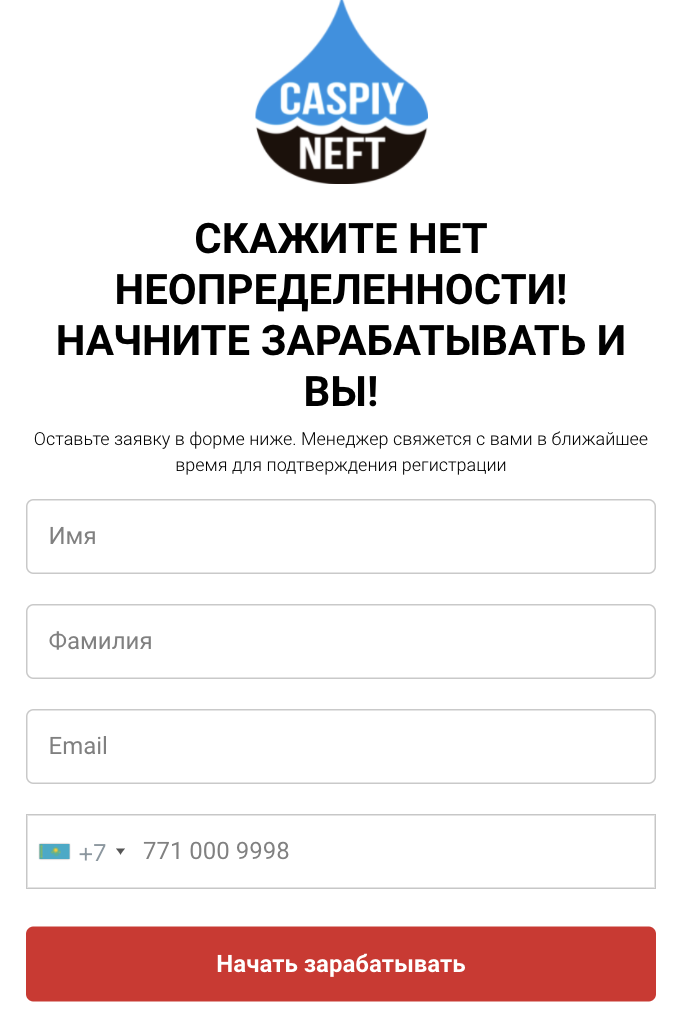 CASPIY
NEFT
СКАЖИТЕ НЕТ
НЕОПРЕДЕЛЕННОСТИ!
НАЧНИТЕ ЗАРАБАТЫВАТЬ И
ВЫ!
Оставьте заявку в форме ниже. Менеджер свяжется с вами в ближайшее
время для подтверждения регистрации
Имя
Фамилия
Email
+7 771 000 9998
Начать зарабатывать